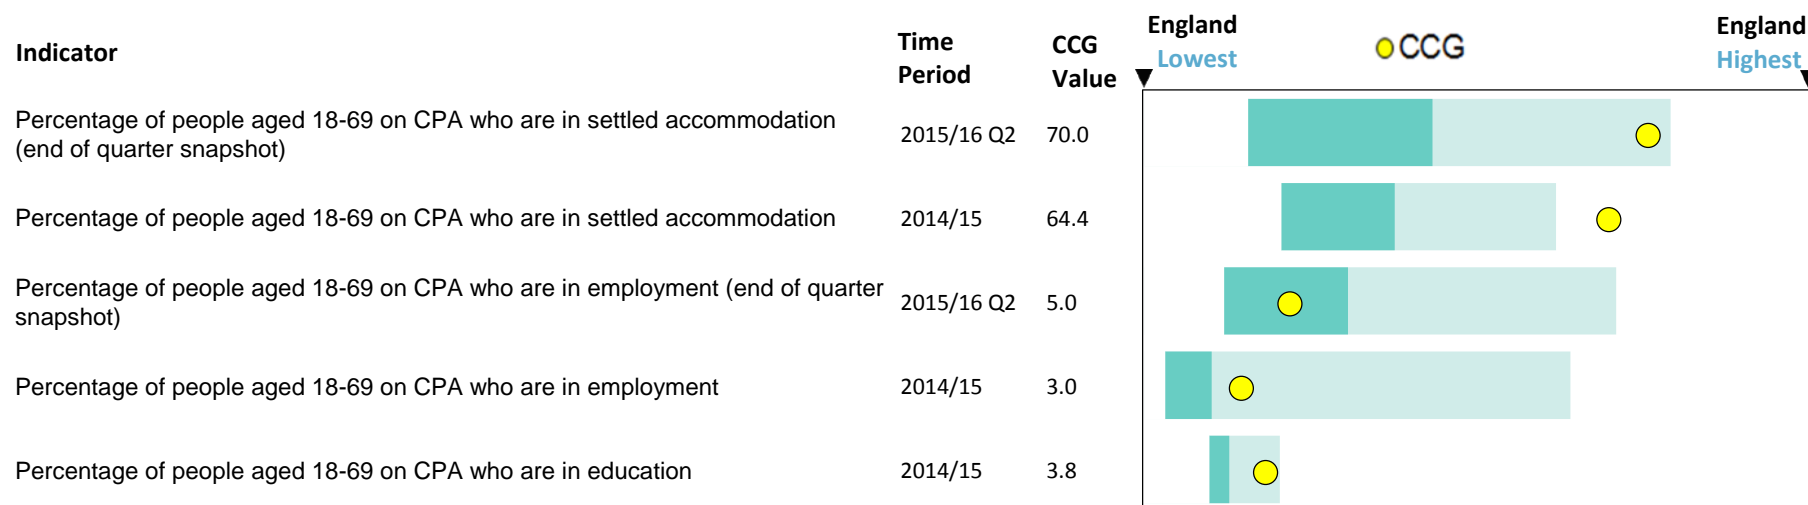 Indicator
Time
Period
CCG
Value
England
Lowest
CCG
England
Highest
Percentage of people aged 18-69 on CPA who are in settled accommodation
(end of quarter snapshot)
2015/16 Q2
70.0
Percentage of people aged 18-69 on CPA who are in settled accommodation
2014/15
64.4
Percentage of people aged 18-69 on CPA who are in employment (end of quarter
snapshot)
2015/16 Q2
5.0
Percentage of people aged 18-69 on CPA who are in employment
2014/15
3.0
Percentage of people aged 18-69 on CPA who are in education
2014/15
3.8